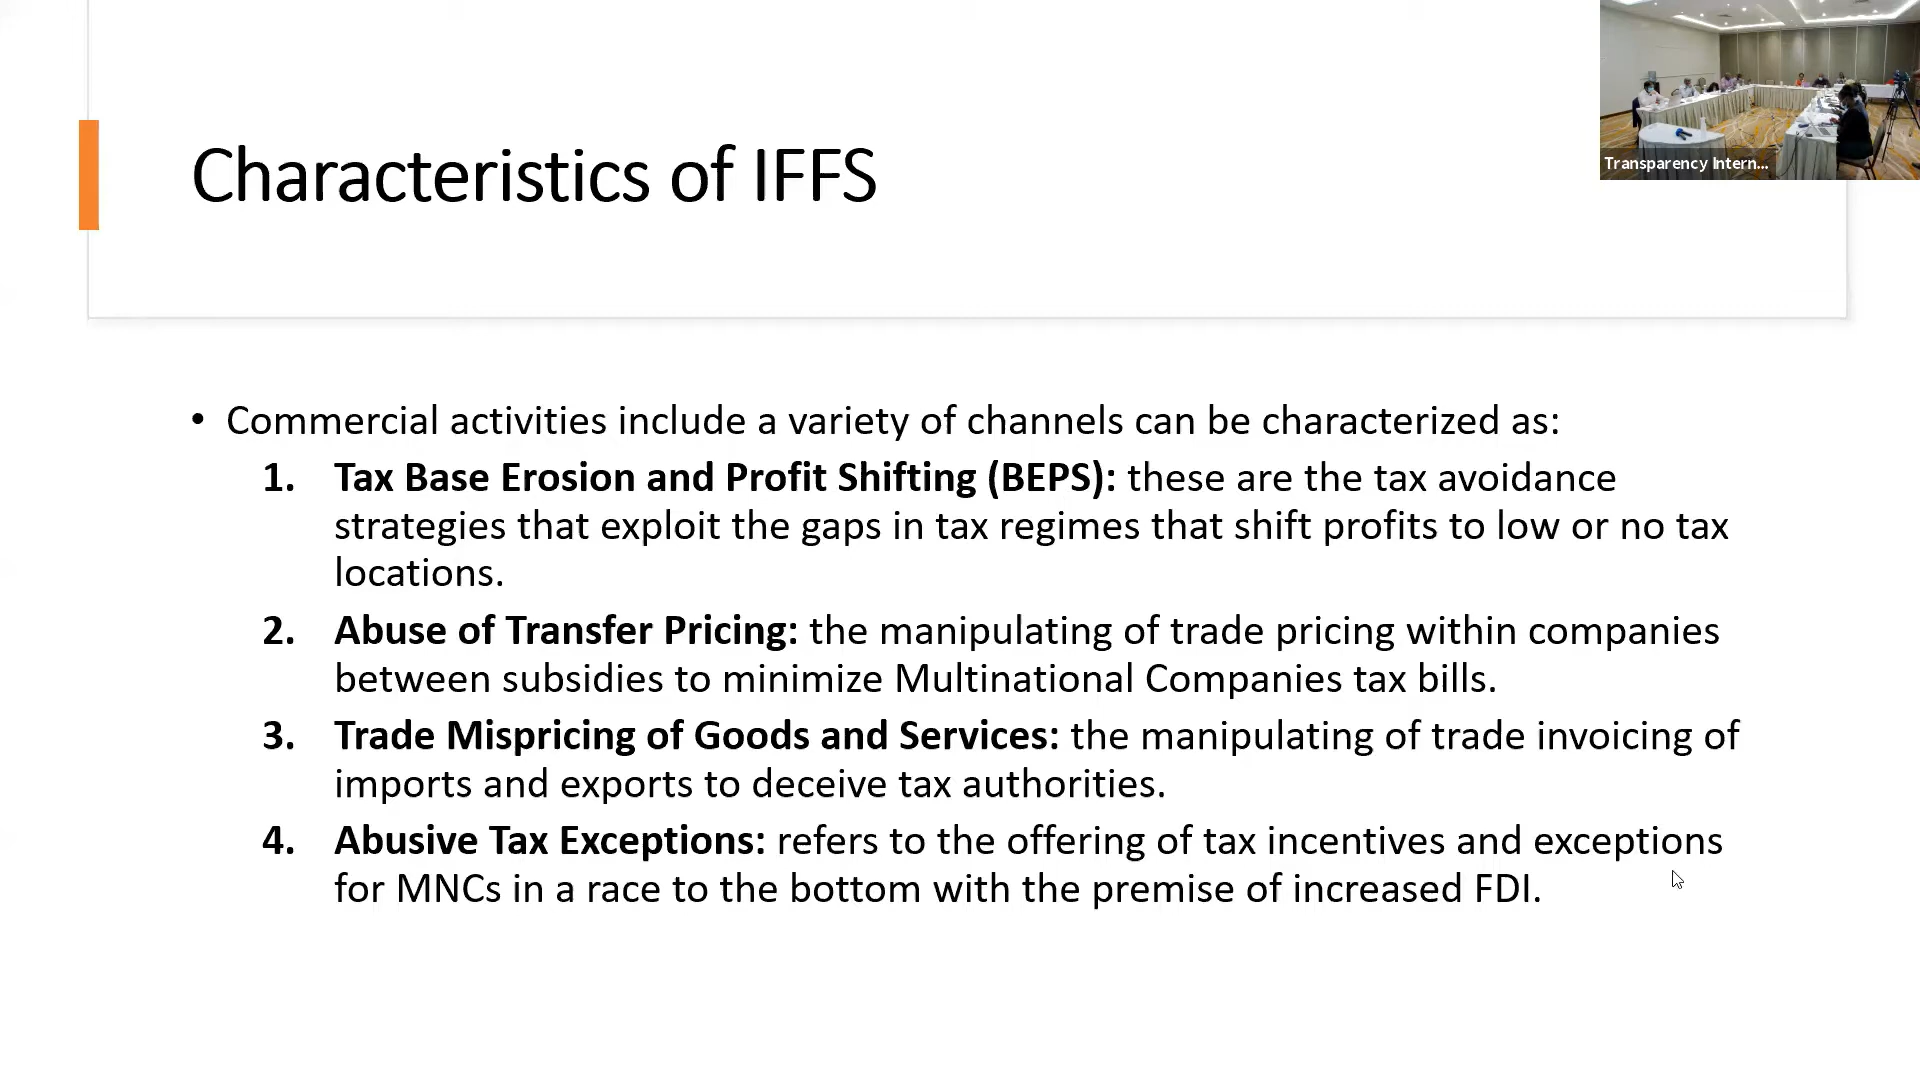 Characteristics of IFFS
Transparency Intern...
• Commercial activities include a variety of channels can be characterized as:
1. Tax Base Erosion and Profit Shifting (BEPS): these are the tax avoidance
strategies that exploit the gaps in tax regimes that shift profits to low or no tax
locations.
2. Abuse of Transfer Pricing: the manipulating of trade pricing within companies
between subsidies to minimize Multinational Companies tax bills.
3. Trade Mispricing of Goods and Services: the manipulating of trade invoicing of
imports and exports to deceive tax authorities.
4. Abusive Tax Exceptions: refers to the offering of tax incentives and exceptions
for MNCs in a race to the bottom with the premise of increased FDI.